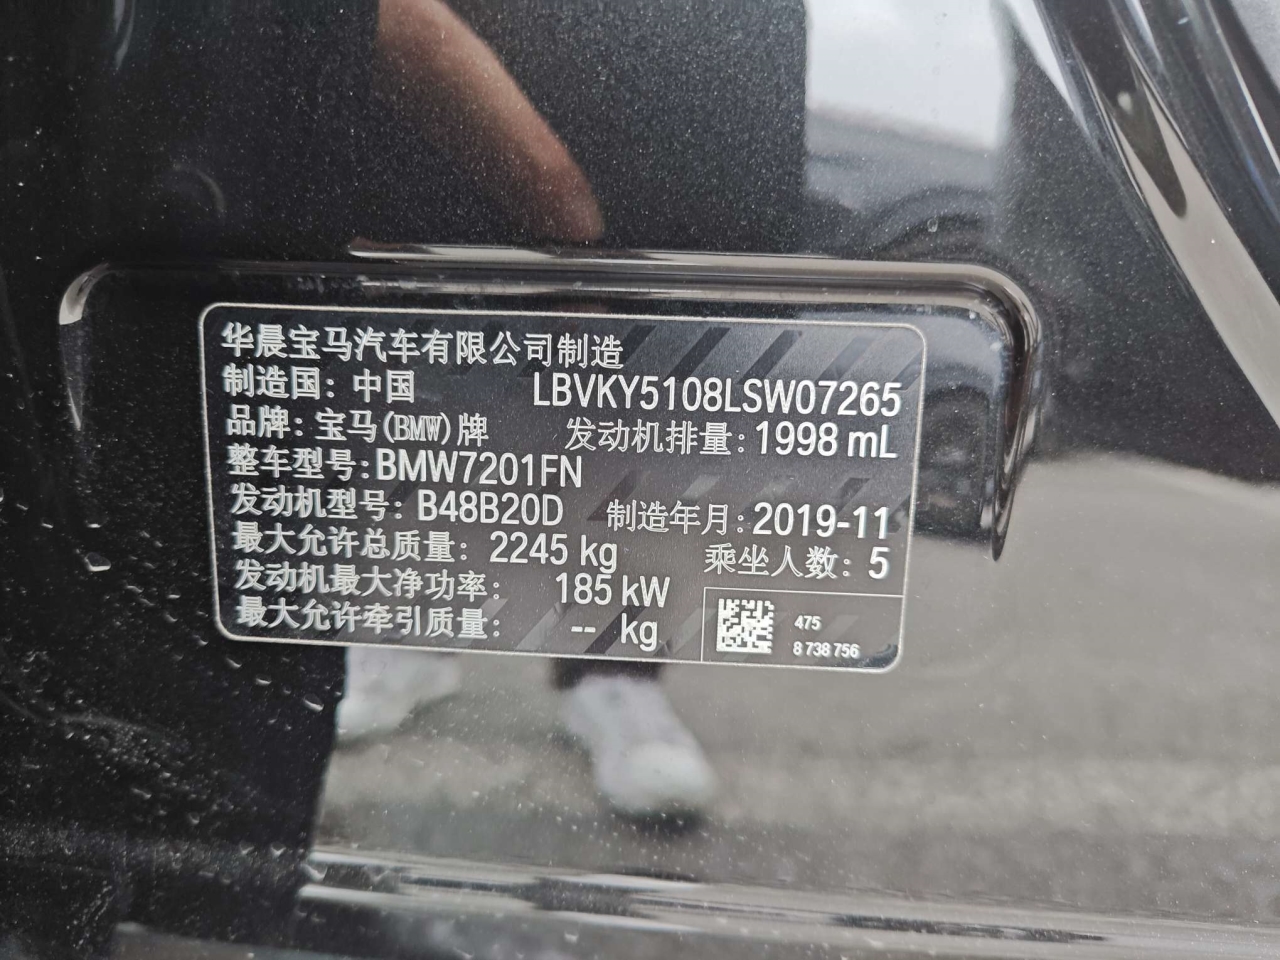 华晨宝马汽车有限公司制造
制造国：中国 LBVKY5108LSW07265
品牌：宝马(BMW)牌 发动机排量：1998 mL
整车型号：BMW7201FN
发动机型号：B48B20D 制造年月：2019-11
最大允许总质量：2245 kg 乘坐人数：5
发动机最大净功率：185 kW
最大允许牵引质量：-- kg
475
8 738 756